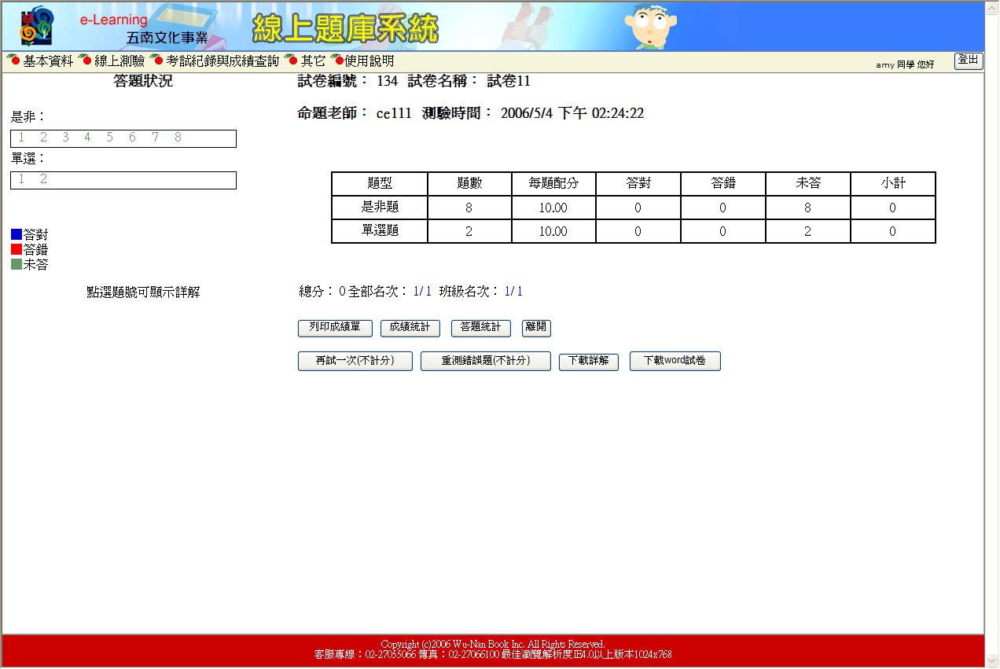 e-Learning
五南文化事業
線上題庫系統
基本資料 線上測驗 考試紀錄與成績查詢 其它 使用說明
amy 同學 您好 登出
答題狀況
是非：
1 2 3 4 5 6 7 8
單選：
1 2
答對
答錯
未答
點選題號可顯示詳解
試卷編號： 134 試卷名稱： 試卷11
命題老師： ce111 測驗時間： 2006/5/4 下午 02:24:22
題型 題數 每題配分 答對 答錯 未答 小計
是非題 8 10.00 0 0 8 0
單選題 2 10.00 0 0 2 0
總分： 0 全部名次： 1/ 1 班級名次： 1/ 1
列印成績單 成績統計 答題統計 離開
再試一次(不計分) 重測錯誤題(不計分) 下載詳解 下載word試卷
Copyright (c)2006 Wu-Nan Book Inc. All Rights Reserved.
客服專線：02-27055066 傳真：02-27066100 最佳瀏覽解析度IE4.0以上版本1024x768